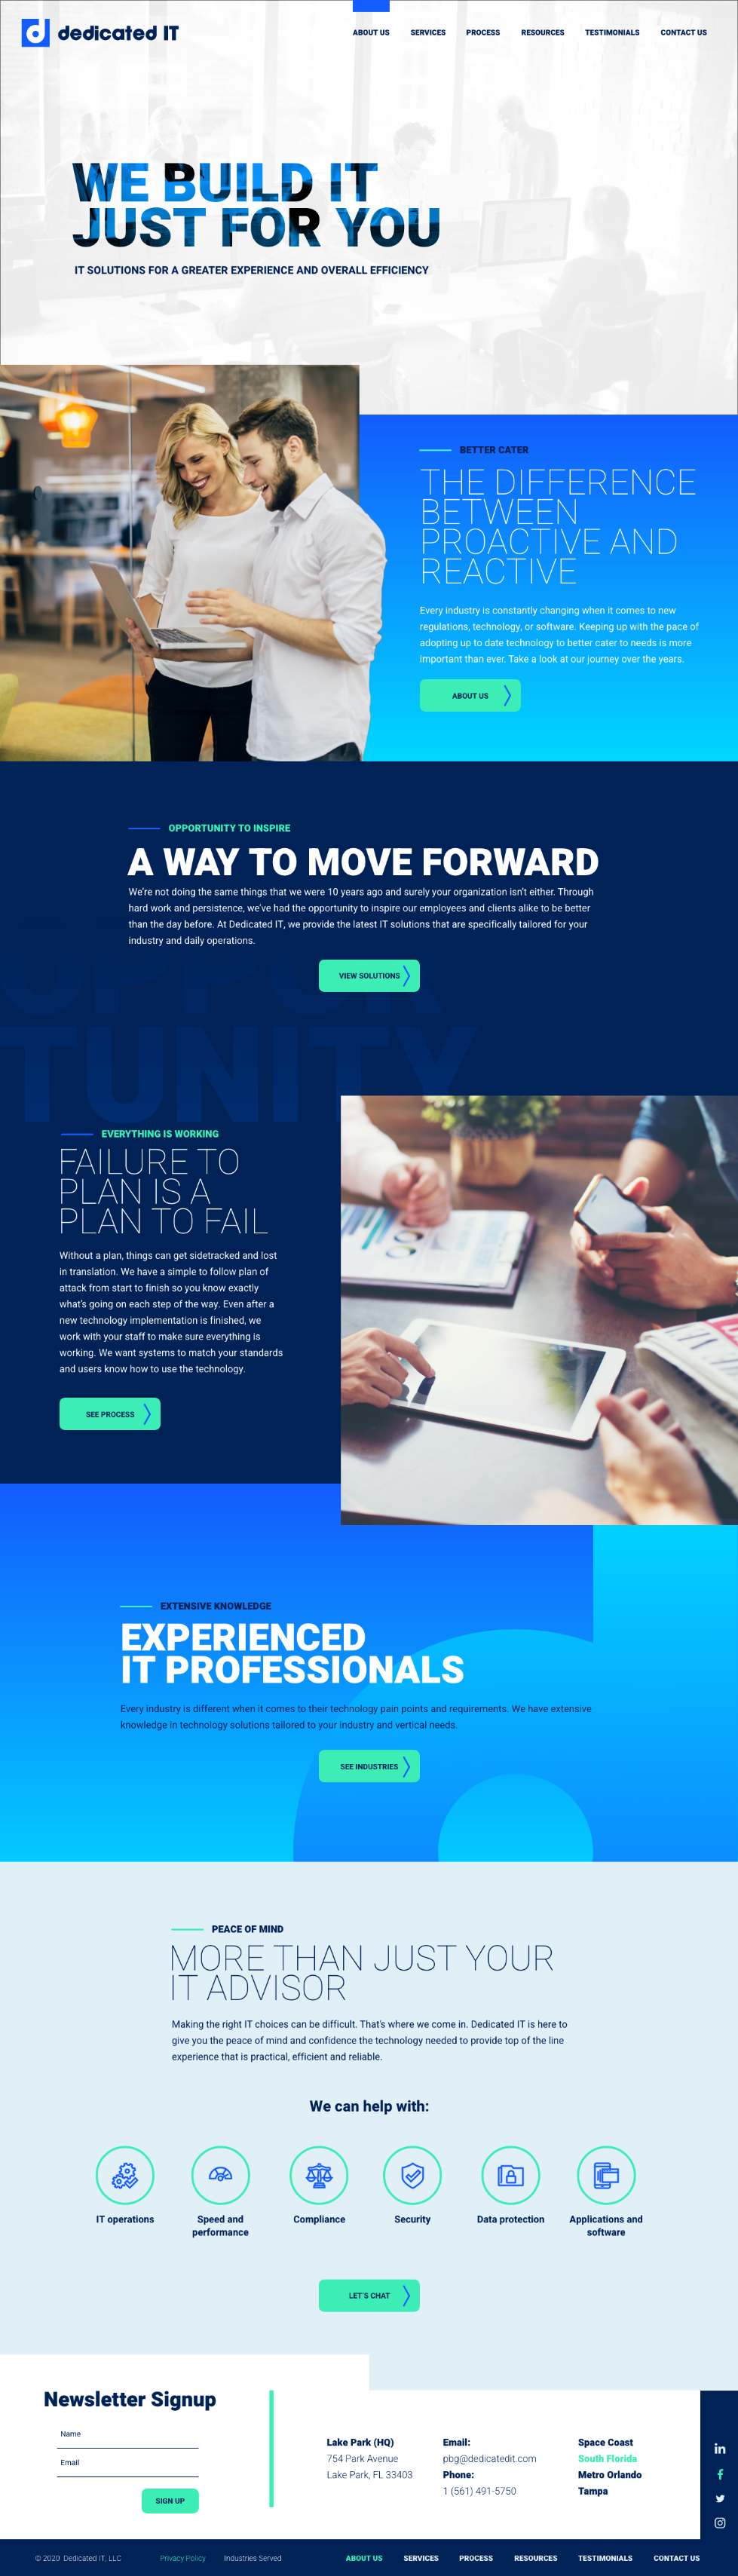 dedicated IT
ABOUT US SERVICES PROCESS RESOURCES TESTIMONIALS CONTACT US
WE BUILD IT
JUST FOR YOU
IT SOLUTIONS FOR A GREATER EXPERIENCE AND OVERALL EFFICIENCY
BETTER CATER
THE DIFFERENCE
BETWEEN
PROACTIVE AND
REACTIVE
Every industry is constantly changing when it comes to new
regulations, technology, or software. Keeping up with the pace of
adopting up to date technology to better cater to needs is more
important than ever. Take a look at our journey over the years.
ABOUT US
OPPORTUNITY TO INSPIRE
A WAY TO MOVE FORWARD
We're not doing the same things that we were 10 years ago and surely your organization isn't either. Through
hard work and persistence, we've had the opportunity to inspire our employees and clients alike to be better
than the day before. At Dedicated IT, we provide the latest IT solutions that are specifically tailored for your
industry and daily operations.
VIEW SOLUTIONS
OPPOR
TUNITY
EVERYTHING IS WORKING
FAILURE TO
PLAN IS A
PLAN TO FAIL
Without a plan, things can get sidetracked and lost
in translation. We have a simple to follow plan of
attack from start to finish so you know exactly
what's going on each step of the way. Even after a
new technology implementation is finished, we
work with your staff to make sure everything is
working. We want systems to match your standards
and users know how to use the technology.
SEE PROCESS
EXTENSIVE KNOWLEDGE
EXPERIENCED
IT PROFESSIONALS
Every industry is different when it comes to their technology pain points and requirements. We have extensive
knowledge in technology solutions tailored to your industry and vertical needs.
SEE INDUSTRIES
PEACE OF MIND
MORE THAN JUST YOUR
IT ADVISOR
Making the right IT choices can be difficult. That's where we come in. Dedicated IT is here to
give you the peace of mind and confidence the technology needed to provide top of the line
experience that is practical, efficient and reliable.
We can help with:
IT operations
Speed and
performance
Compliance
Security
Data protection
Applications and
software
LET'S CHAT
Newsletter Signup
Name
Email
SIGN UP
Lake Park (HQ)
754 Park Avenue
Lake Park, FL 33403
Email:
pbg@dedicatedit.com
Phone:
1 (561) 491-5750
Space Coast
South Florida
Metro Orlando
Tampa
© 2020 Dedicated IT, LLC Privacy Policy Industries Served
ABOUT US SERVICES PROCESS RESOURCES TESTIMONIALS CONTACT US